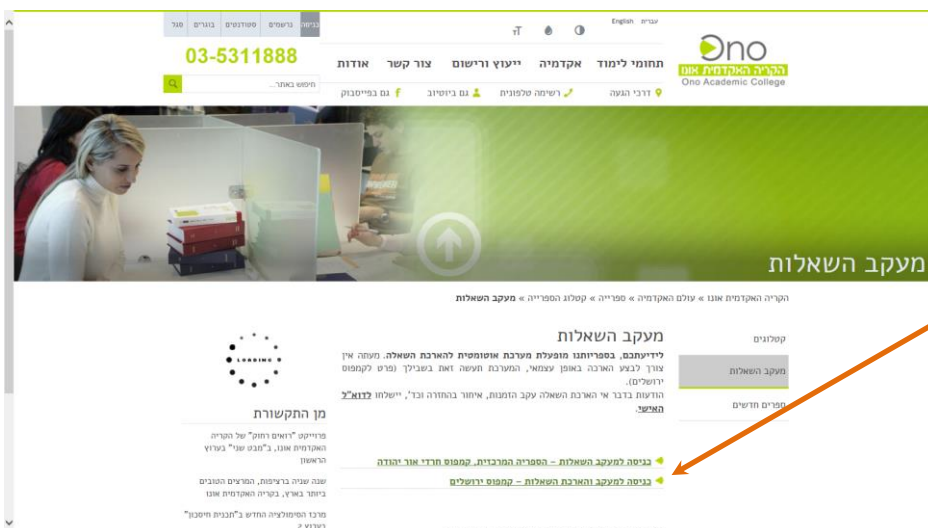 עברית English
כניסה נרשמים סטודנטים בוגרים סגל
Ono
הקריה האקדמית אונו
Ono Academic College
03-5311888
תחומי לימוד אקדמיה ייעוץ ורישום צור קשר אודות
חיפוש באתר...
דרכי הגעה רשימה טלפונית גם ביוטיוב גם בפייסבוק
מעקב השאלות
הקריה האקדמית אונו » עולם האקדמיה » ספרייה » קטלוג הספרייה » מעקב השאלות
קטלוגים
מעקב השאלות
ספרים חדשים
מעקב השאלות
לידיעתכם, בספריותנו מופעלת מערכת אוטומטית להארכת השאלה. מעתה אין
צורך לבצע הארכה באופן עצמאי, המערכת תעשה זאת בשבילך (פרט לקמפוס
ירושלים).
הודעות בדבר אי הארכת השאלה עקב הזמנות, איחור בהחזרה וכד', יישלחו לדוא"ל
האישי.
כניסה למעקב השאלות – הספריה המרכזית, קמפוס חרדי אור יהודה
כניסה למעקב והארכת השאלות – קמפוס ירושלים
LOADING
מן התקשורת
פרוייקט "רואים רחוק" של הקריה
האקדמית אונו, ב"מבט שני" בערוץ
הראשון
שנה שניה ברציפות, המרצים הטובים
ביותר בארץ, בקריה האקדמית אונו
מרכז הסימולציה החדש ב"תכנית חיסכון"